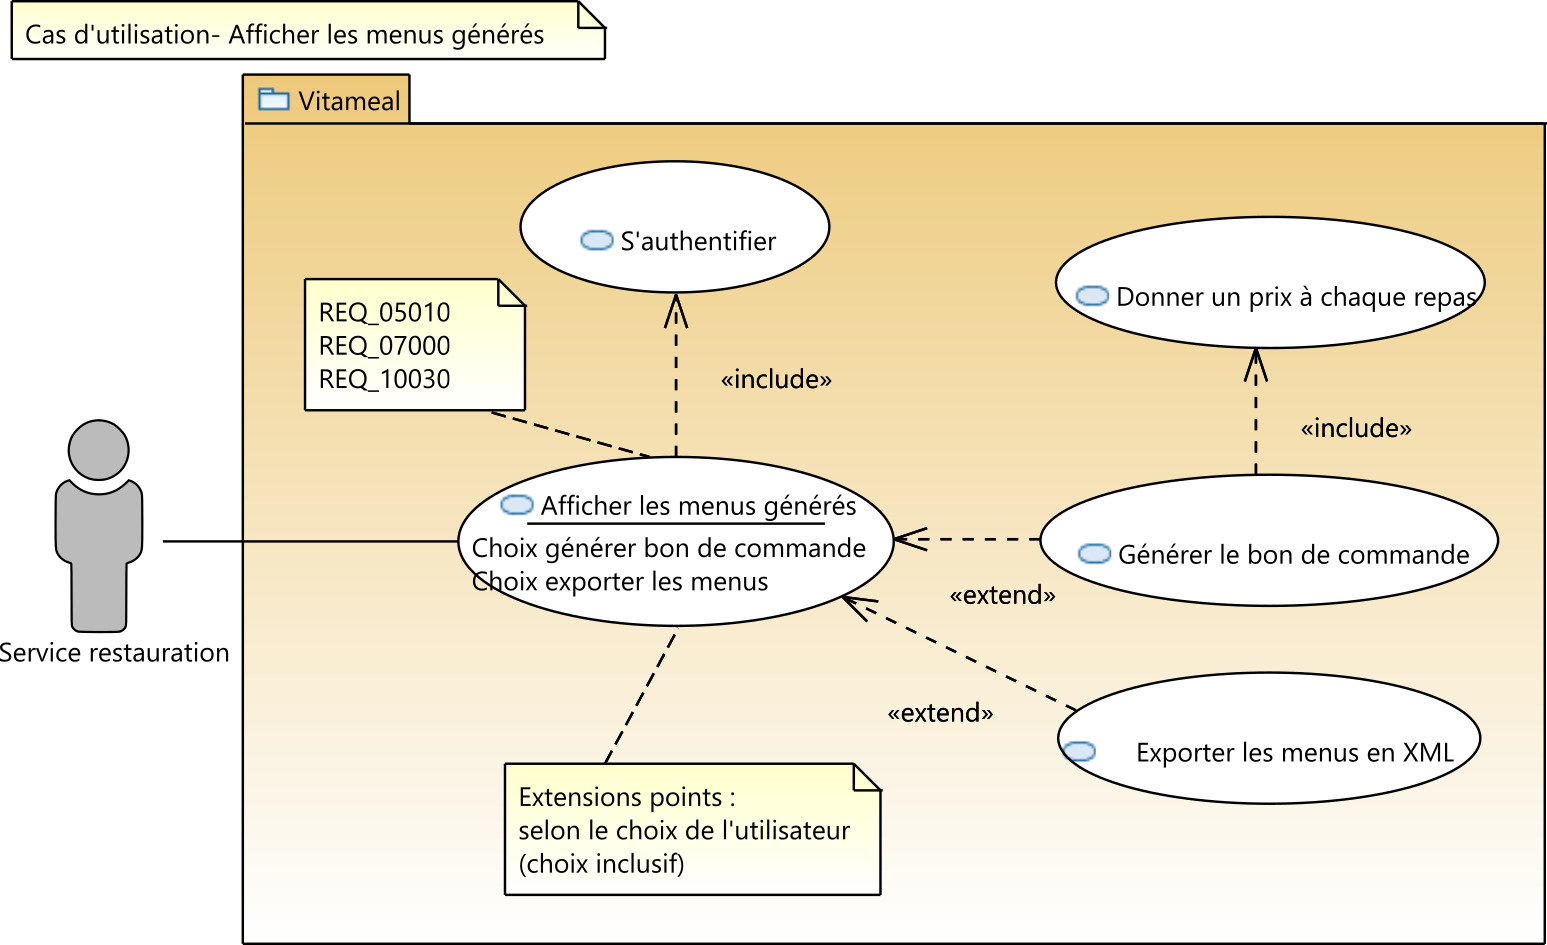 Cas d'utilisation- Afficher les menus générés
Vitameal
S'authentifier
Donner un prix à chaque repas
REQ_05010
REQ_07000
REQ_10030
«include»
«include»
Afficher les menus générés
Choix générer bon de commande
Choix exporter les menus
Générer le bon de commande
«extend»
Service restauration
«extend»
Exporter les menus en XML
Extensions points :
selon le choix de l'utilisateur
(choix inclusif)